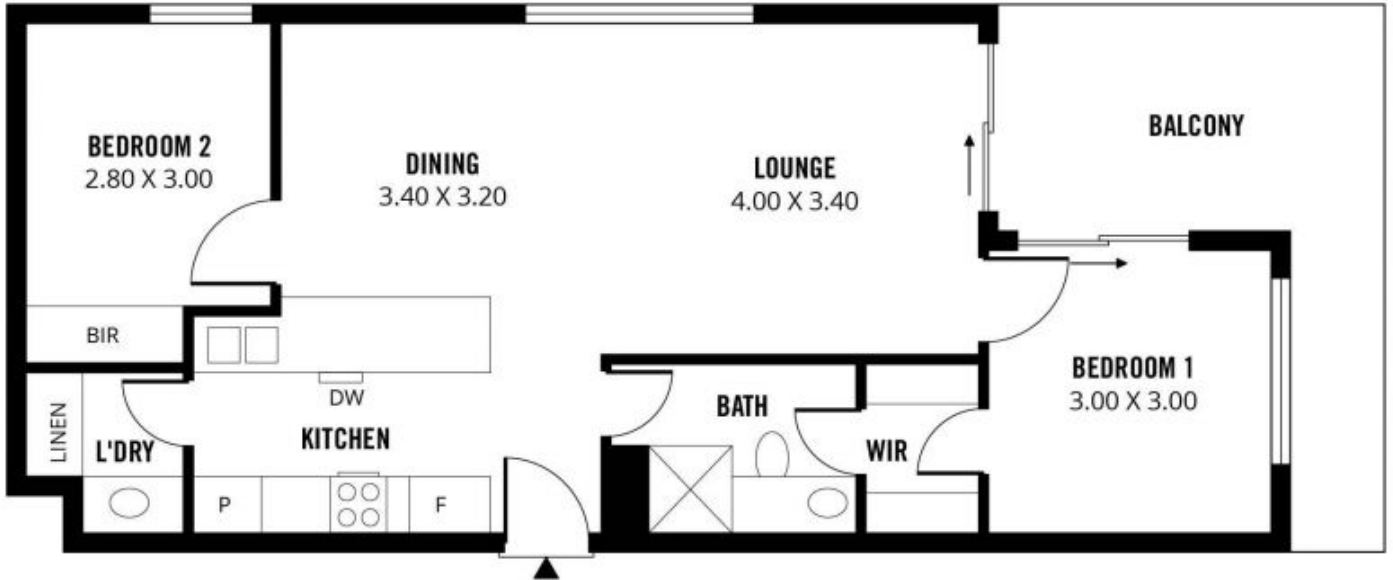 BEDROOM 2
2.80 X 3.00
DINING
3.40 X 3.20
LOUNGE
4.00 X 3.40
BALCONY
BIR
LINEN
L'DRY
DW
KITCHEN
P
F
BATH
WIR
BEDROOM 1
3.00 X 3.00